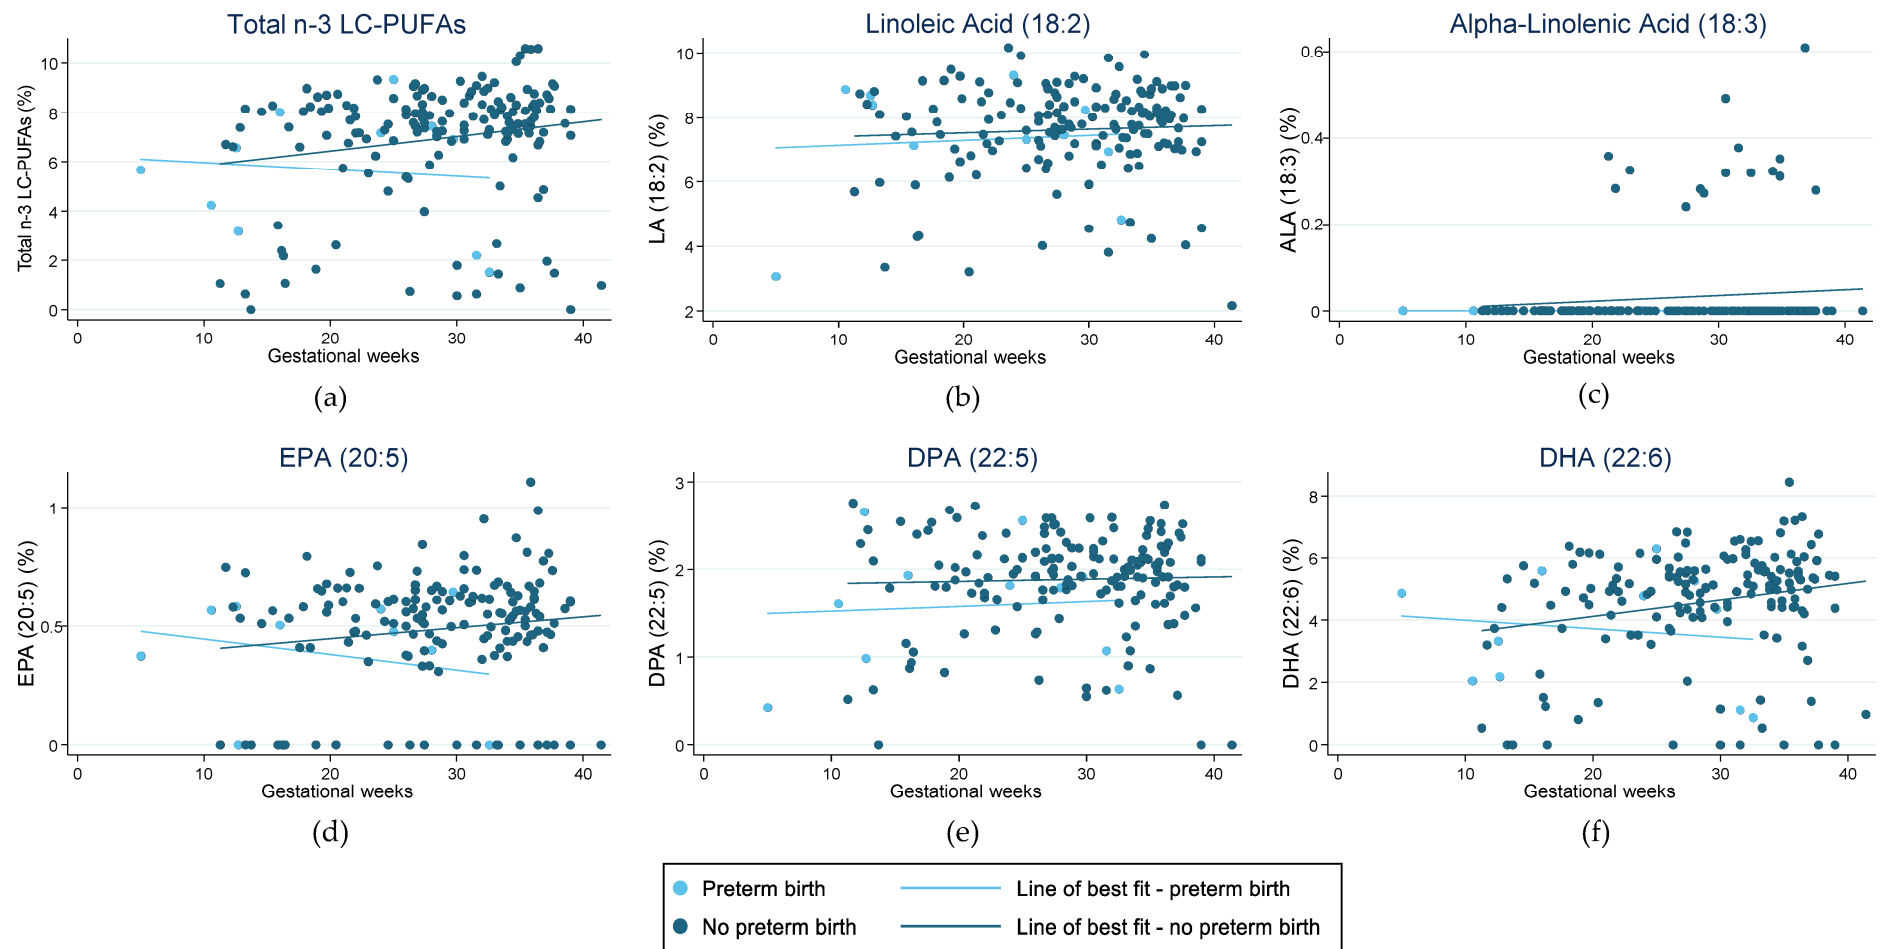 Total n-3 LC-PUFAs
Total n-3 LC-PUFAs (%)
10
8
6
4
2
0
0 10 20 30 40
Gestational weeks
(a)
Linoleic Acid (18:2)
LA (18:2) (%)
10
8
6
4
2
0 10 20 30 40
Gestational weeks
(b)
Alpha-Linolenic Acid (18:3)
ALA (18:3) (%)
0.6
0.4
0.2
0
0 10 20 30 40
Gestational weeks
(c)
EPA (20:5)
EPA (20:5) (%)
1
0.5
0
0 10 20 30 40
Gestational weeks
(d)
DPA (22:5)
DPA (22:5) (%)
3
2
1
0
0 10 20 30 40
Gestational weeks
(e)
DHA (22:6)
DHA (22:6) (%)
8
6
4
2
0
0 10 20 30 40
Gestational weeks
(f)
Preterm birth Line of best fit - preterm birth
No preterm birth Line of best fit - no preterm birth